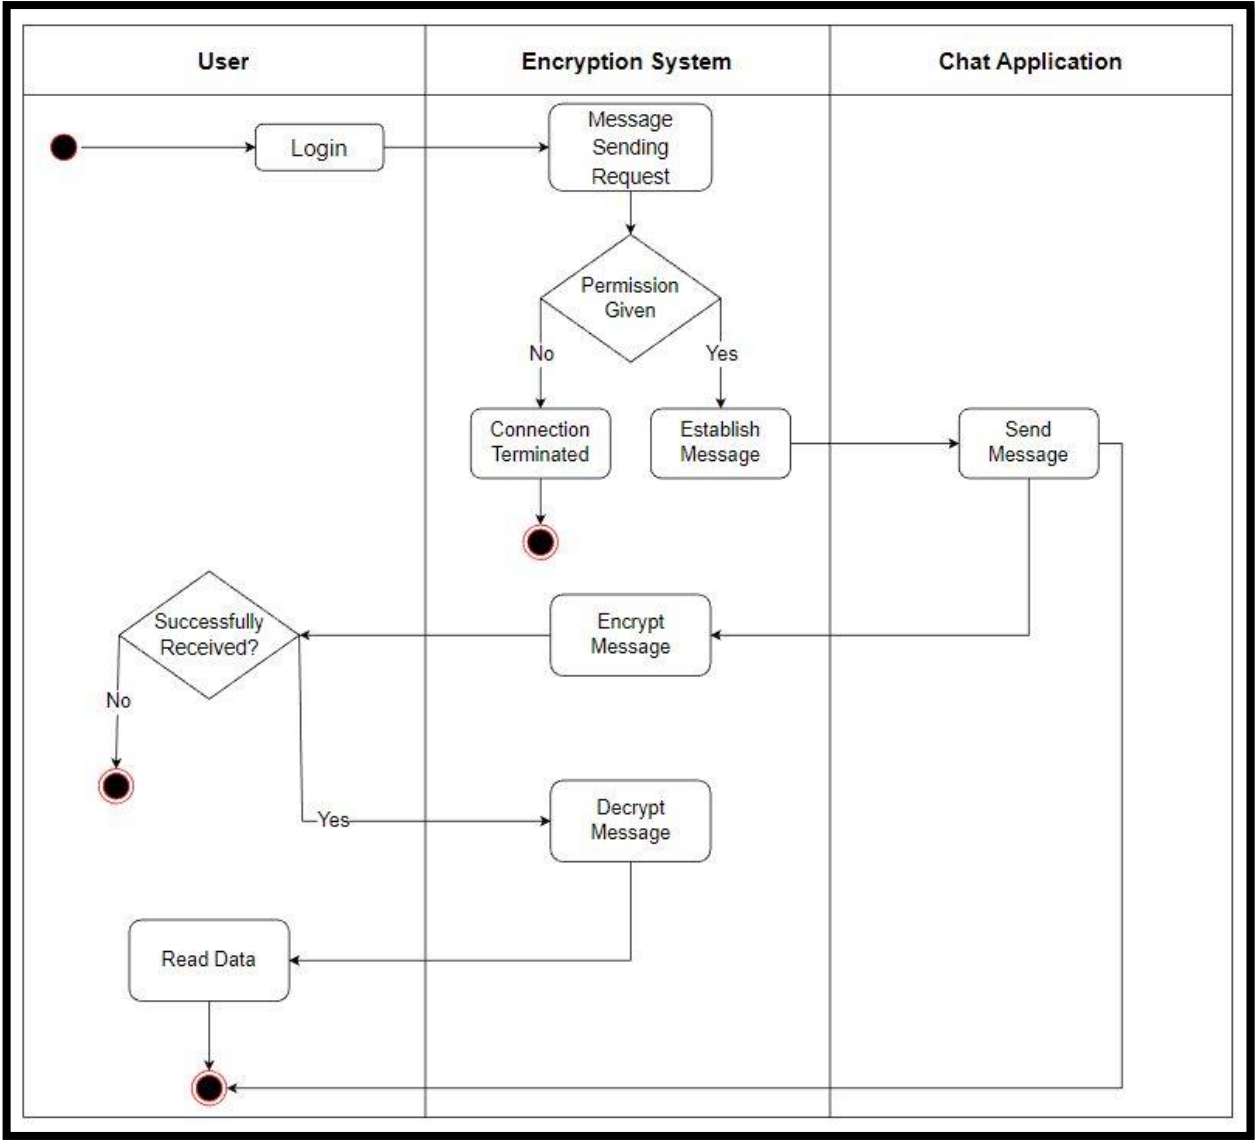 User
Encryption System
Chat Application
Login
Message
Sending
Request
Permission
Given
No
Yes
Connection
Terminated
Establish
Message
Send
Message
Successfully
Received?
Encrypt
Message
No
Yes
Decrypt
Message
Read Data